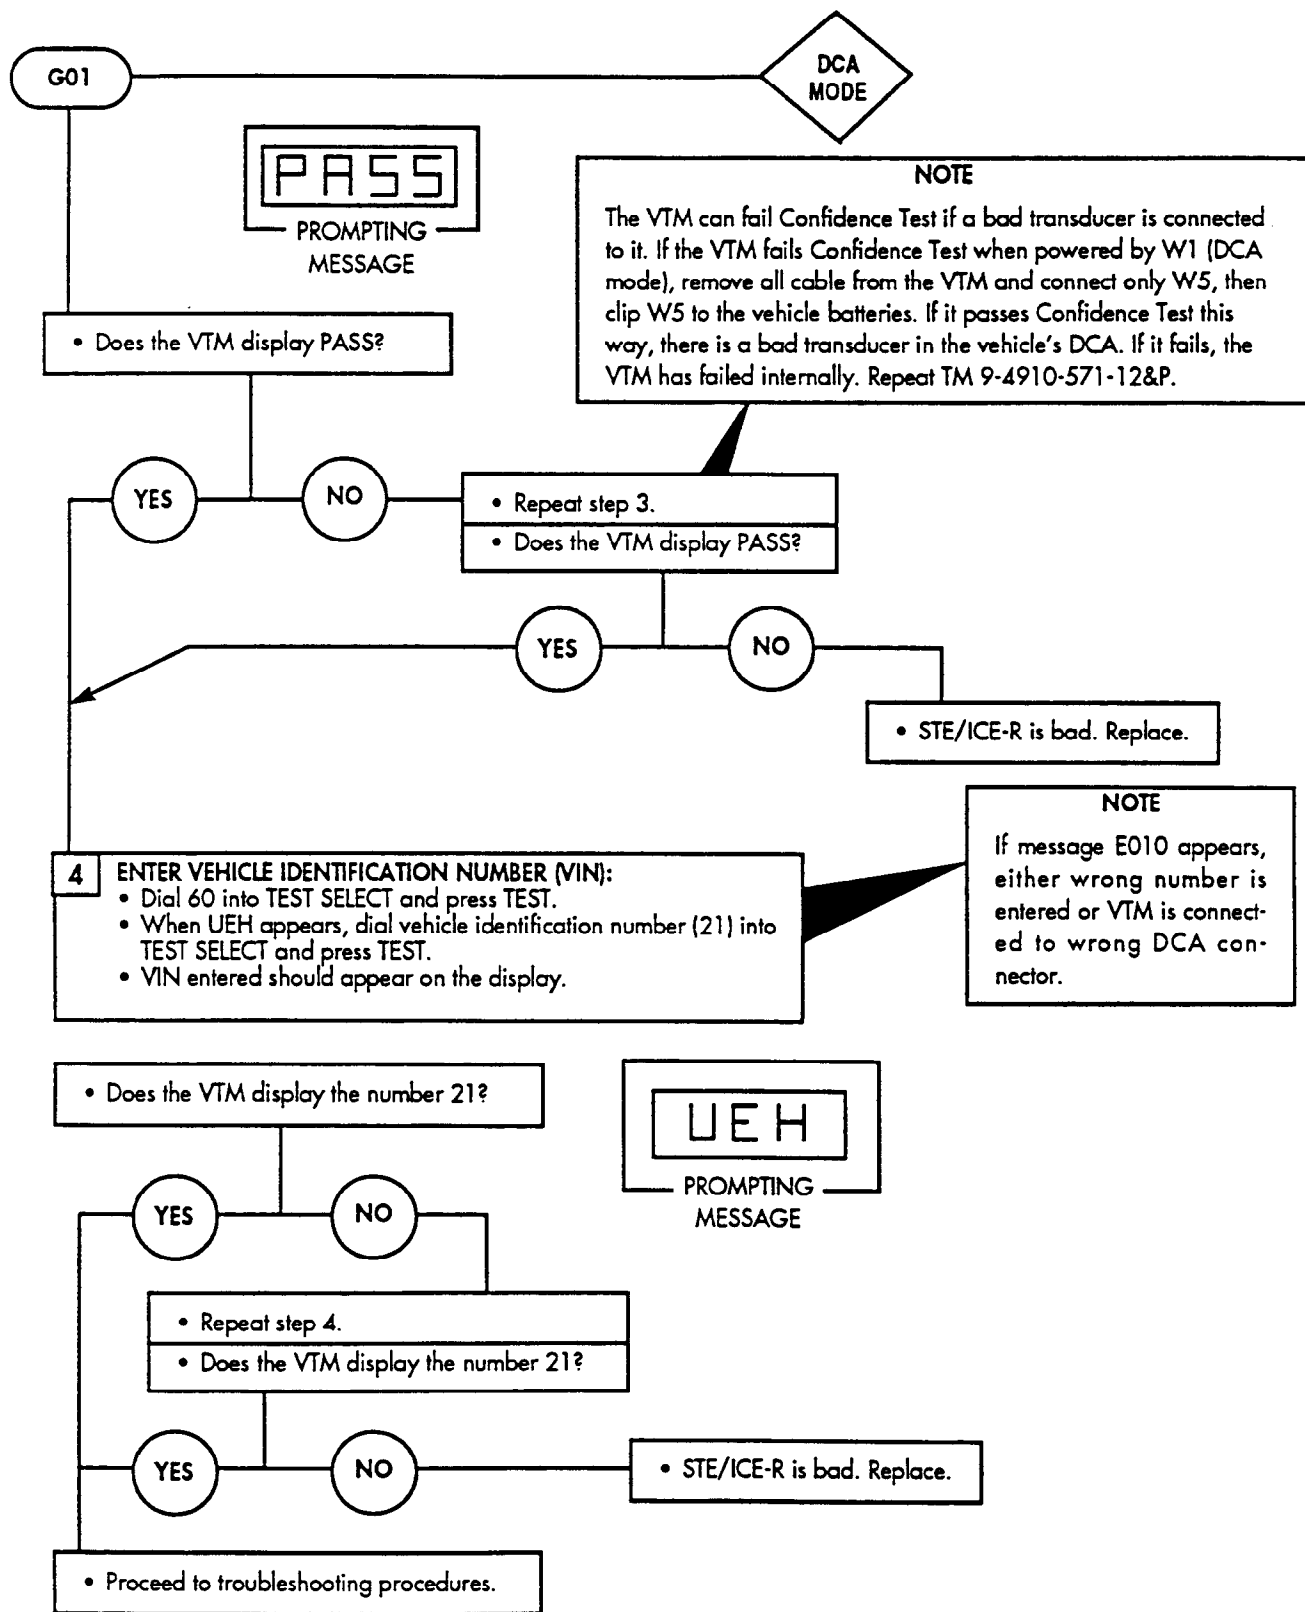 G01
DCA
MODE
PASS
PROMPTING
MESSAGE
NOTE
The VTM can fail Confidence Test if a bad transducer is connected
to it. If the VTM fails Confidence Test when powered by W1 (DCA
mode), remove all cable from the VTM and connect only W5, then
clip W5 to the vehicle batteries. If it passes Confidence Test this
way, there is a bad transducer in the vehicle's DCA. If it fails, the
VTM has failed internally. Repeat TM 9-4910-571-12&P.
• Does the VTM display PASS?
YES
NO
• Repeat step 3.
• Does the VTM display PASS?
YES
NO
• STE/ICE-R is bad. Replace.
4 ENTER VEHICLE IDENTIFICATION NUMBER (VIN):
• Dial 60 into TEST SELECT and press TEST.
• When UEH appears, dial vehicle identification number (21) into
TEST SELECT and press TEST.
• VIN entered should appear on the display.
NOTE
If message E010 appears,
either wrong number is
entered or VTM is connect-
ed to wrong DCA con-
nector.
• Does the VTM display the number 21?
UEH
PROMPTING
MESSAGE
YES
NO
• Repeat step 4.
• Does the VTM display the number 21?
YES
NO
• STE/ICE-R is bad. Replace.
• Proceed to troubleshooting procedures.